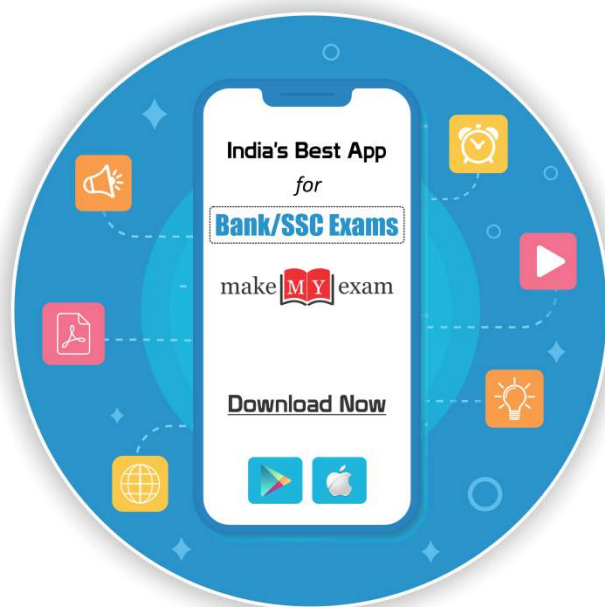 India's Best App
for
Bank/SSC Exams
make MY exam
Download Now